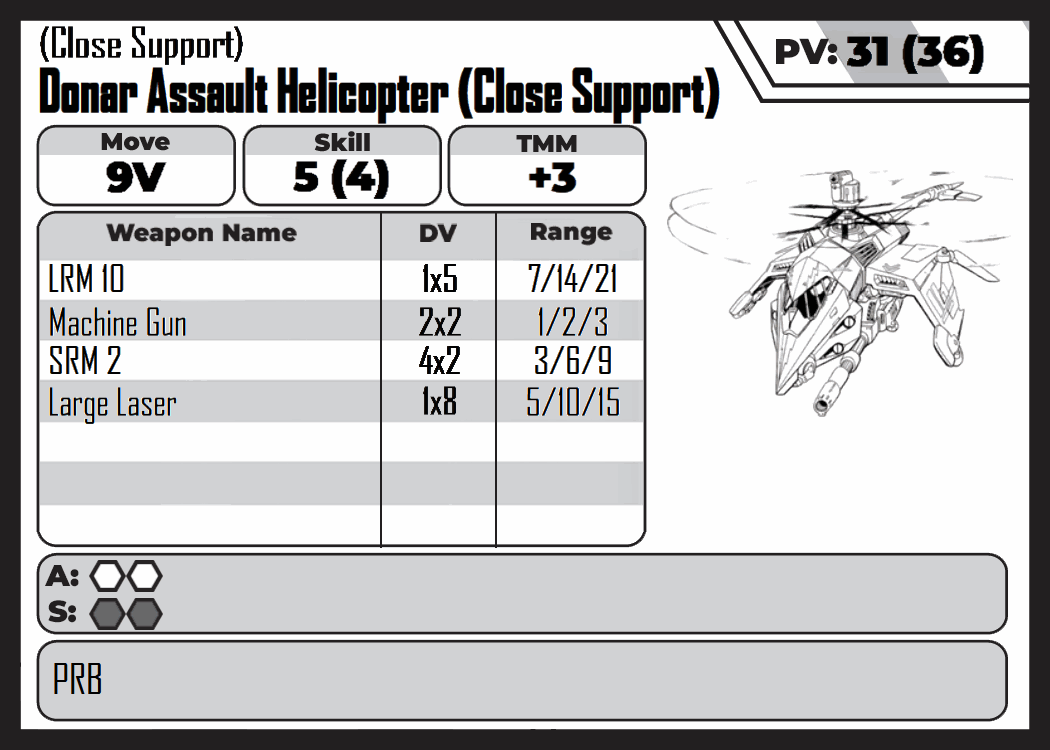 (Close Support)
PV: 31 (36)
Donar Assault Helicopter (Close Support)
Move Skill TMM
9V 5 (4) +3
Weapon Name DV Range
LRM 10 1x5 7/14/21
Machine Gun 2x2 1/2/3
SRM 2 4x2 3/6/9
Large Laser 1x8 5/10/15
A:
S:
PRB